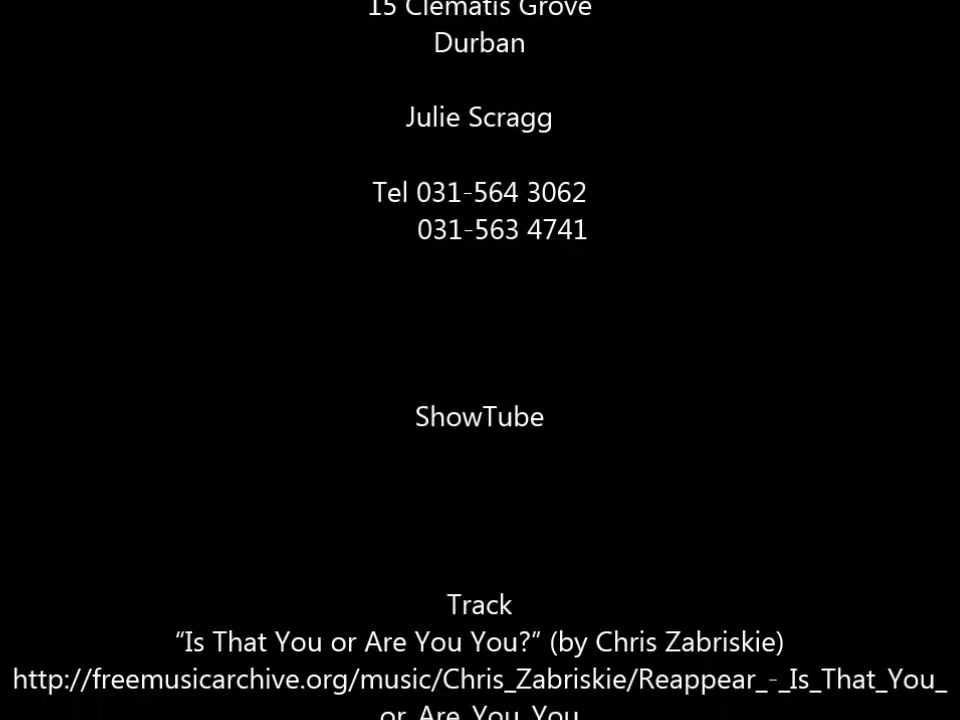 15 Clematis Grove
Durban
Julie Scragg
Tel 031-564 3062
031-563 4741
ShowTube
Track
“Is That You or Are You You?” (by Chris Zabriskie)
http://freemusicarchive.org/music/Chris_Zabriskie/Reappear_-_Is_That_You_
or_Are_You_You